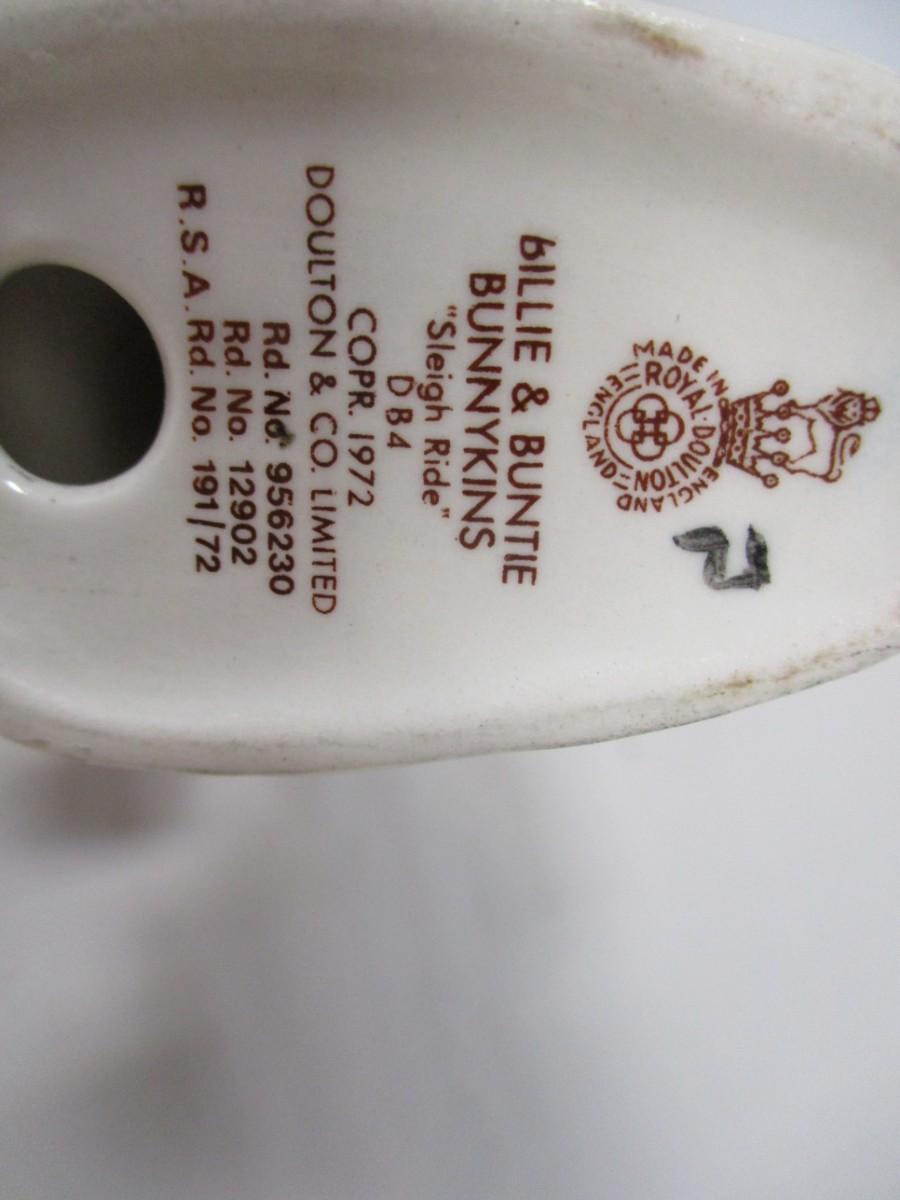 MADE IN ENGLAND
ROYAL DOULTON
ENGLAND
BILLIE & BUNTIE
BUNNYKINS
"Sleigh Ride"
D B4
COPR. 1972
DOULTON & CO. LIMITED
Rd. No. 956230
Rd. No. 12902
R.S.A. Rd. No. 191/72